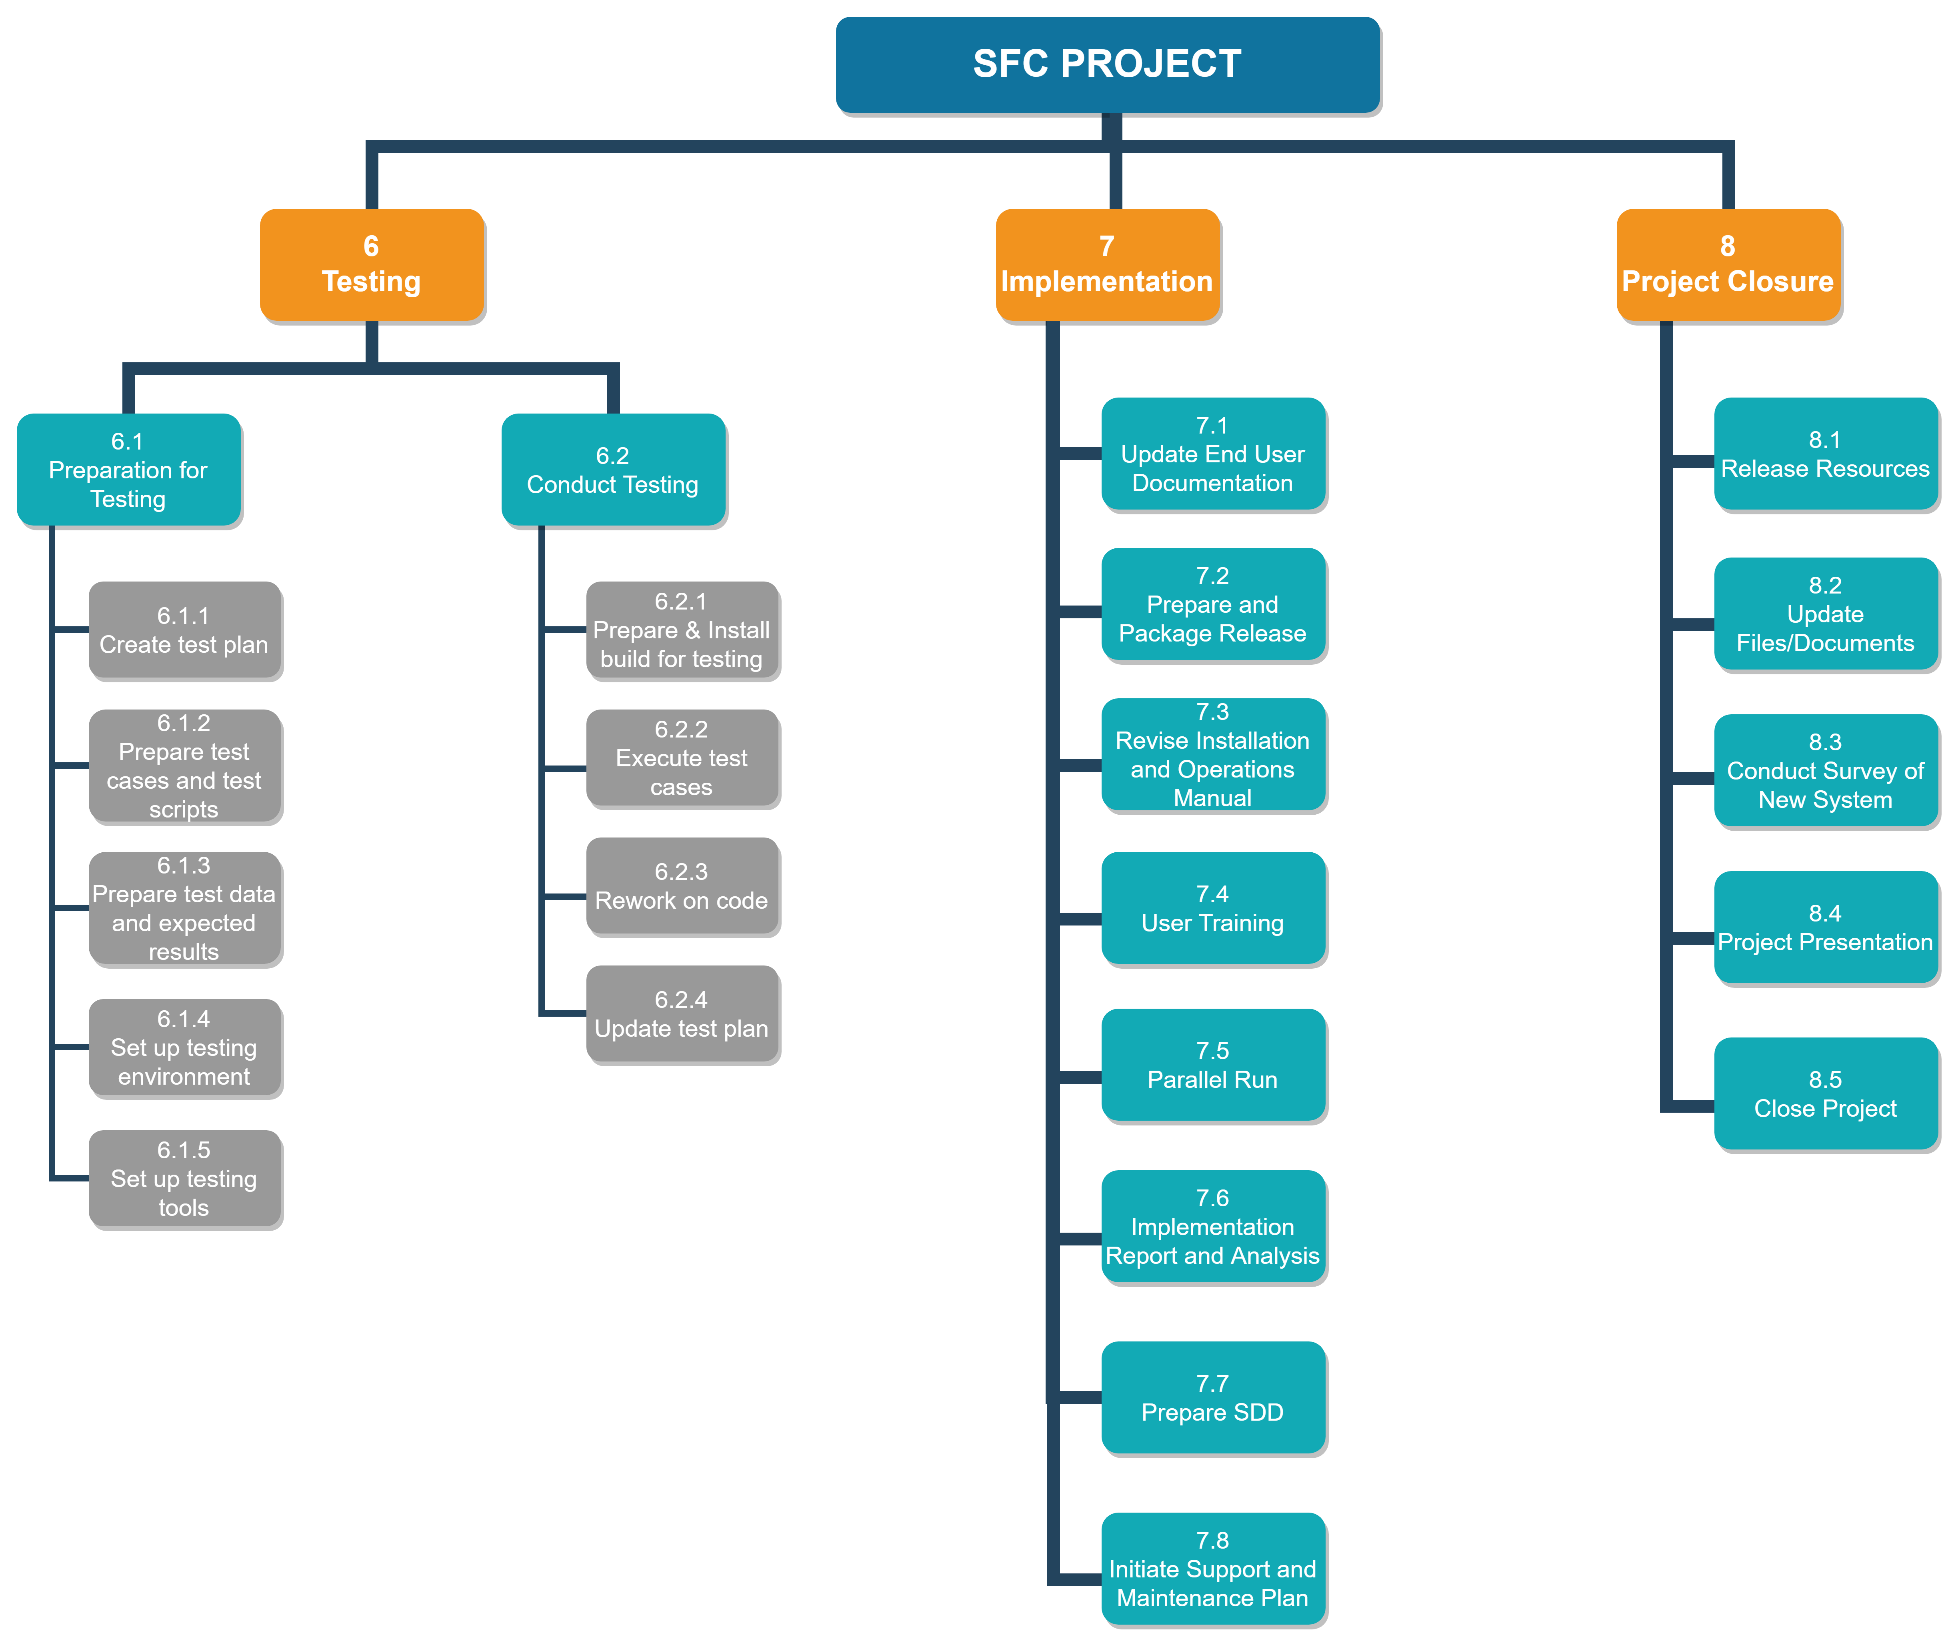 SFC PROJECT
6
Testing
7
Implementation
8
Project Closure
6.1
Preparation for
Testing
6.1.1
Create test plan
6.1.2
Prepare test
cases and test
scripts
6.1.3
Prepare test data
and expected
results
6.1.4
Set up testing
environment
6.1.5
Set up testing
tools
6.2
Conduct Testing
6.2.1
Prepare & Install
build for testing
6.2.2
Execute test
cases
6.2.3
Rework on code
6.2.4
Update test plan
7.1
Update End User
Documentation
7.2
Prepare and
Package Release
7.3
Revise Installation
and Operations
Manual
7.4
User Training
7.5
Parallel Run
7.6
Implementation
Report and Analysis
7.7
Prepare SDD
7.8
Initiate Support and
Maintenance Plan
8.1
Release Resources
8.2
Update
Files/Documents
8.3
Conduct Survey of
New System
8.4
Project Presentation
8.5
Close Project